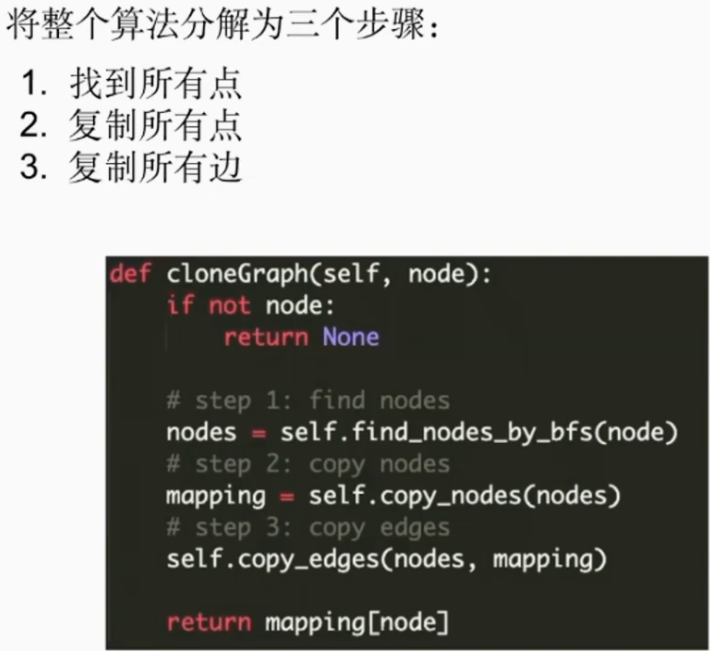 将整个算法分解为三个步骤：
1. 找到所有点
2. 复制所有点
3. 复制所有边
def cloneGraph(self, node):
    if not node:
        return None
    # step 1: find nodes
    nodes = self.find_nodes_by_bfs(node)
    # step 2: copy nodes
    mapping = self.copy_nodes(nodes)
    # step 3: copy edges
    self.copy_edges(nodes, mapping)
    return mapping[node]